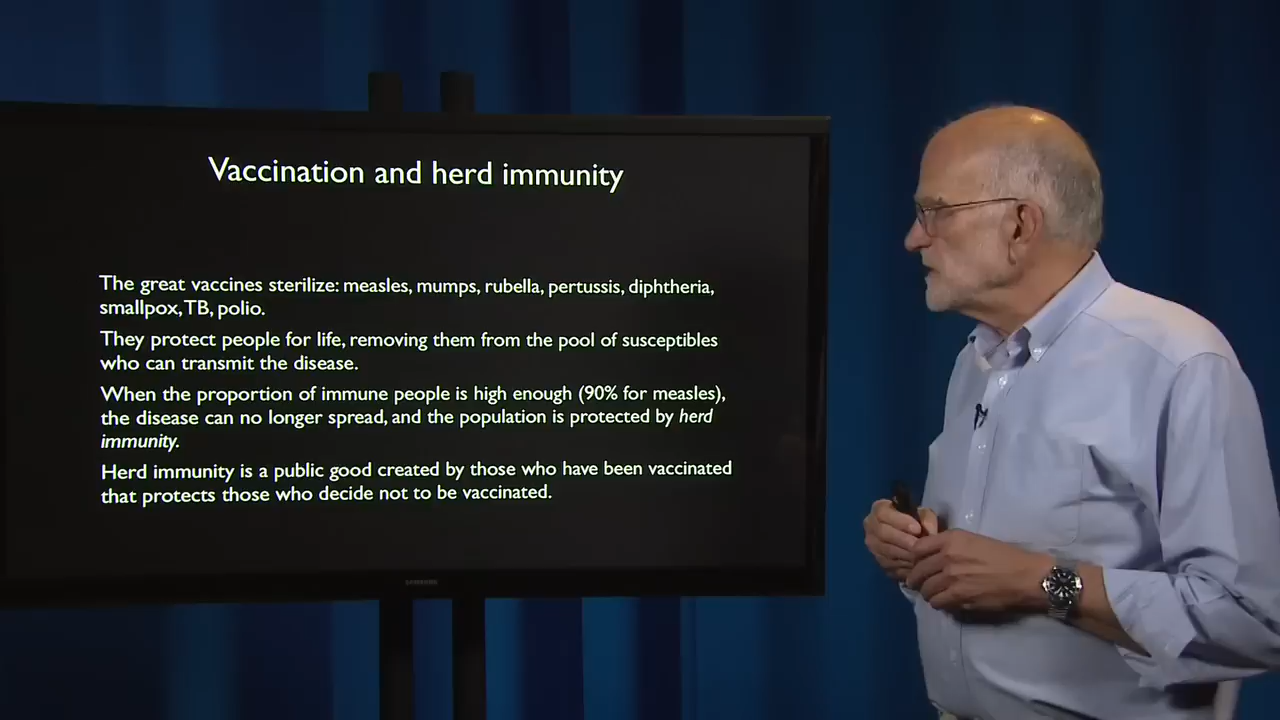 Vaccination and herd immunity
The great vaccines sterilize: measles, mumps, rubella, pertussis, diphtheria,
smallpox, TB, polio.
They protect people for life, removing them from the pool of susceptibles
who can transmit the disease.
When the proportion of immune people is high enough (90% for measles),
the disease can no longer spread, and the population is protected by herd
immunity.
Herd immunity is a public good created by those who have been vaccinated
that protects those who decide not to be vaccinated.
SAMSUNG